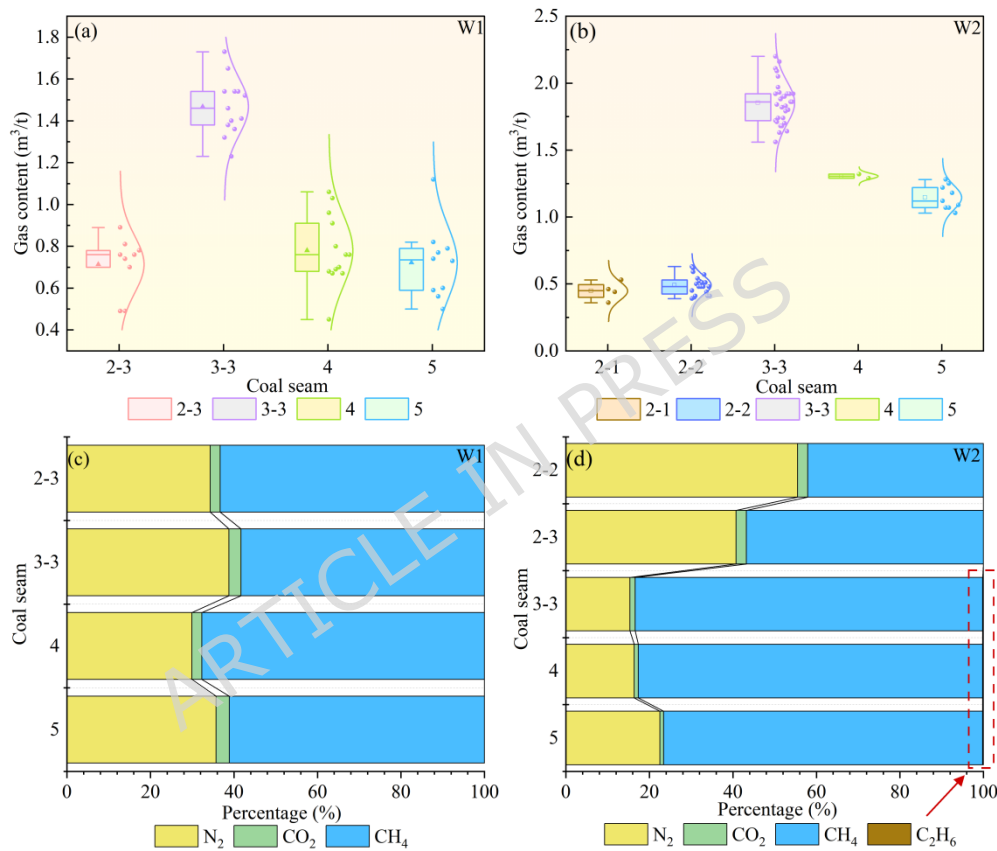 (a)
W1
Gas content (m³/t)
1.8
1.6
1.4
1.2
1.0
0.8
0.6
0.4
2-3
3-3
4
5
Coal seam
2-3
3-3
4
5
(b)
W2
Gas content (m³/t)
2.5
2.0
1.5
1.0
0.5
0.0
2-1
2-2
3-3
4
5
Coal seam
2-1
2-2
3-3
4
5
ARTICLE IN PRESS
(c)
W1
Coal seam
2-3
3-3
4
5
0
20
40
60
80
100
Percentage (%)
N₂
CO₂
CH₄
(d)
W2
Coal seam
2-2
2-3
3-3
4
5
0
20
40
60
80
100
Percentage (%)
N₂
CO₂
CH₄
C₂H₆